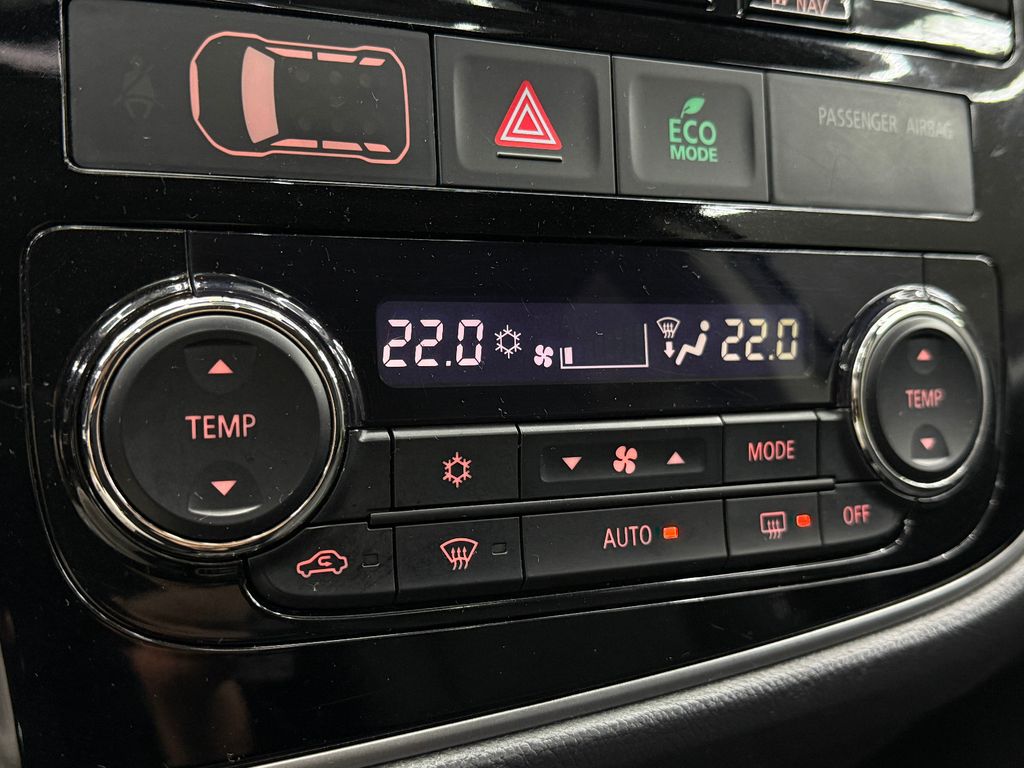 NAV
ECO
MODE
PASSENGER AIRBAG
22.0 22.0
TEMP
TEMP
MODE
AUTO
OFF